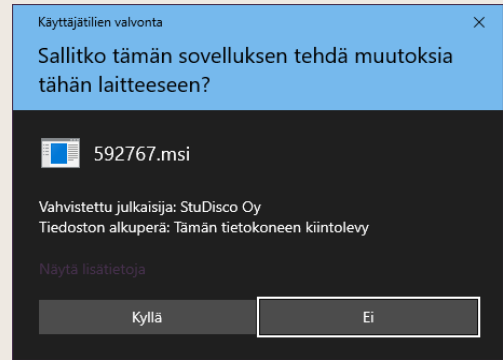 Käyttäjätilien valvonta
Sallitko tämän sovelluksen tehdä muutoksia
tähän laitteeseen?
592767.msi
Vahvistettu julkaisija: StuDisco Oy
Tiedoston alkuperä: Tämän tietokoneen kiintolevy
Näytä lisätietoja
Kyllä
Ei